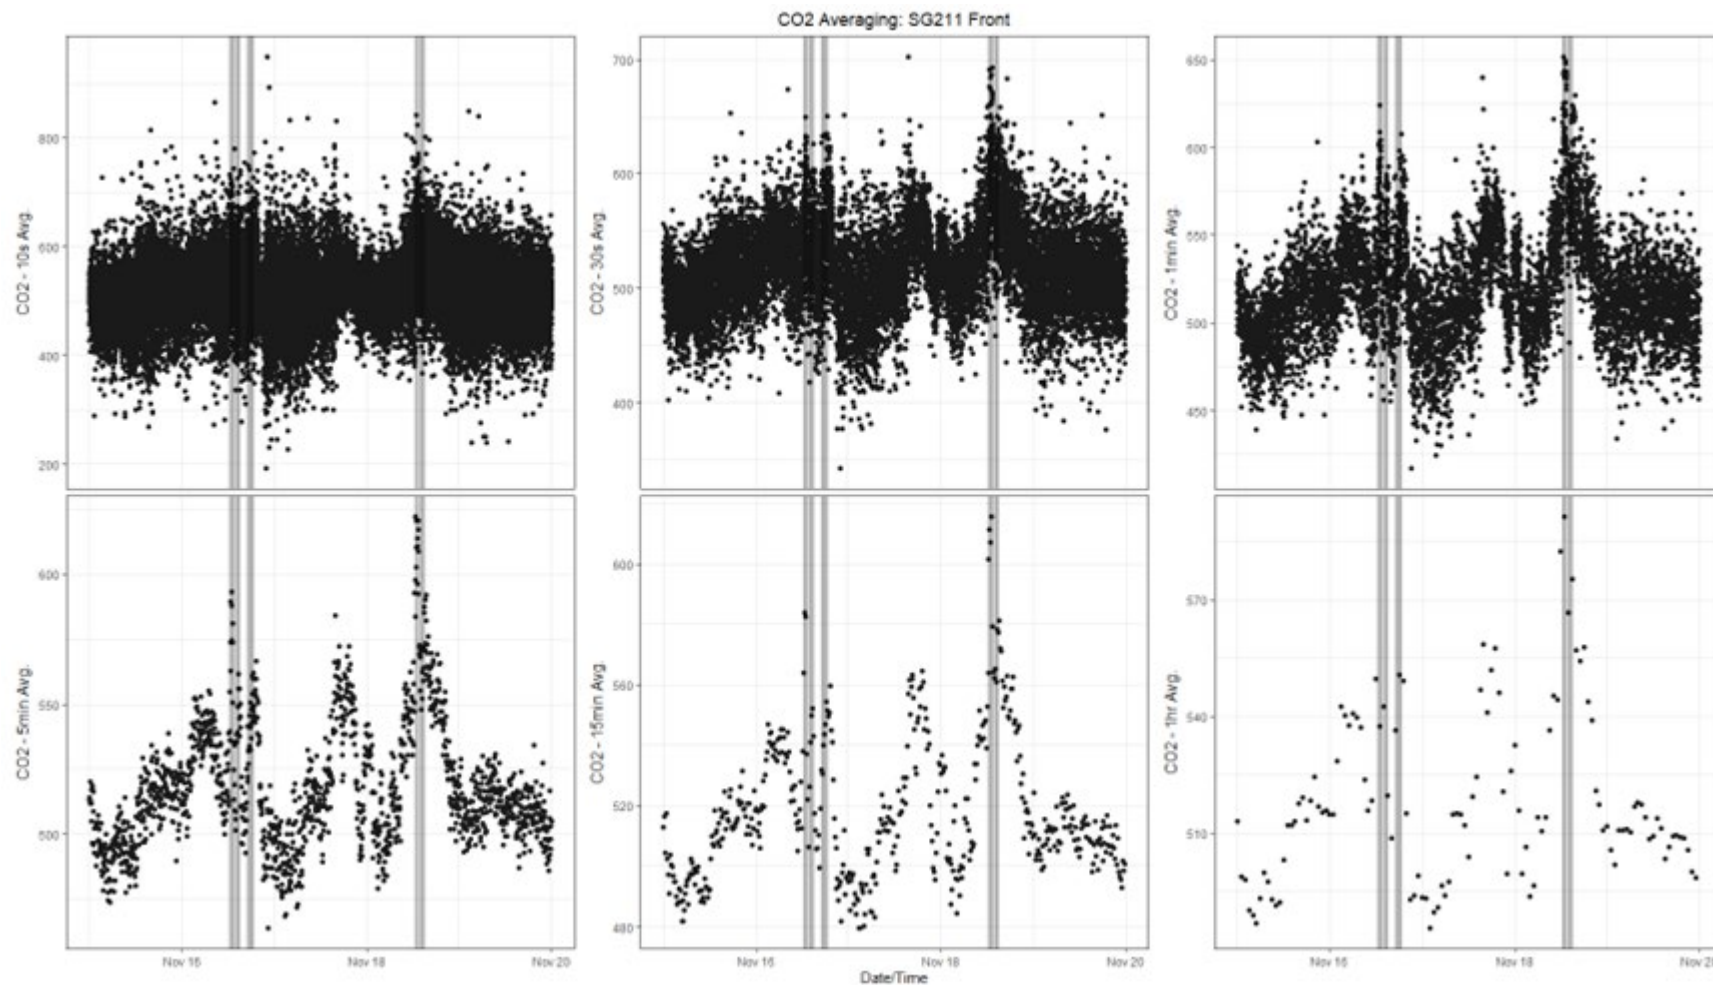 CO2 Averaging: SG211 Front
CO2 - 10s Avg.
800
600
400
200
CO2 - 30s Avg.
700
600
500
400
CO2 - 1min Avg.
650
600
550
500
450
CO2 - 5min Avg.
600
550
500
Nov 16
Nov 18
Nov 20
CO2 - 15min Avg.
600
560
520
480
Nov 16
Nov 18
Nov 20
CO2 - 1hr Avg.
570
540
510
Nov 16
Nov 18
Date/Time